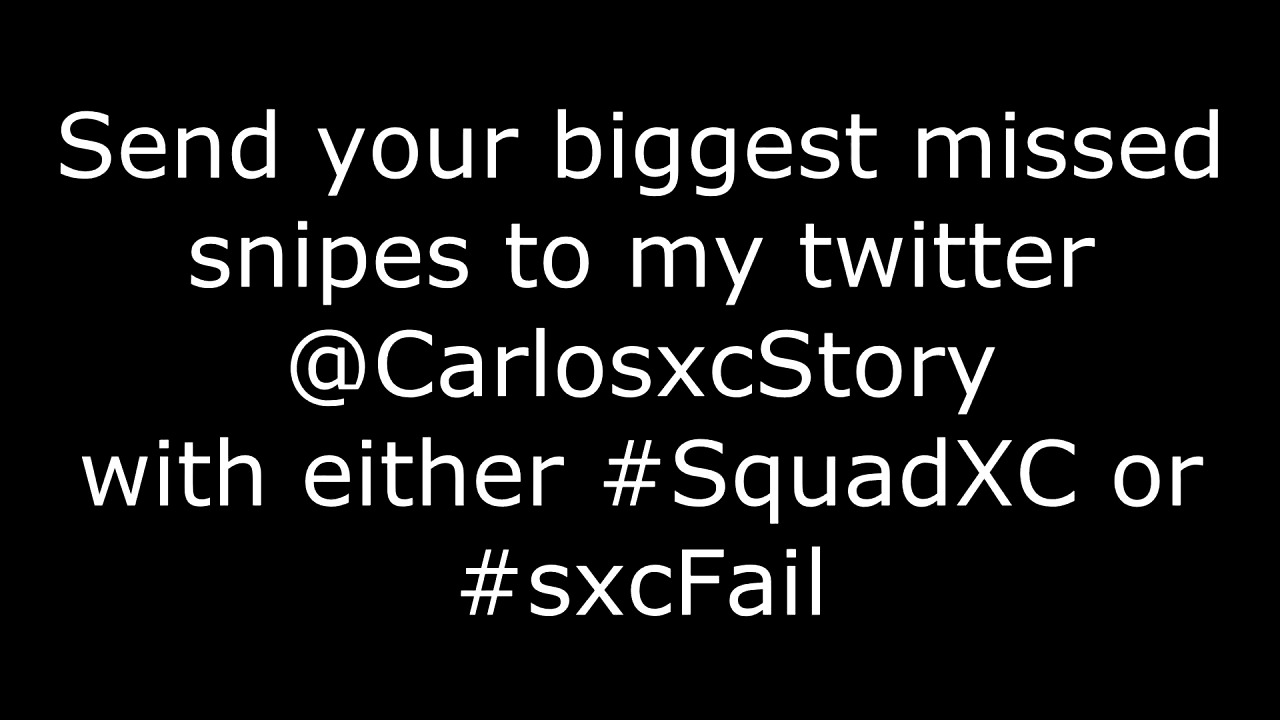 Send your biggest missed
snipes to my twitter
@CarlosxcStory
with either #SquadXC or
#sxcFail